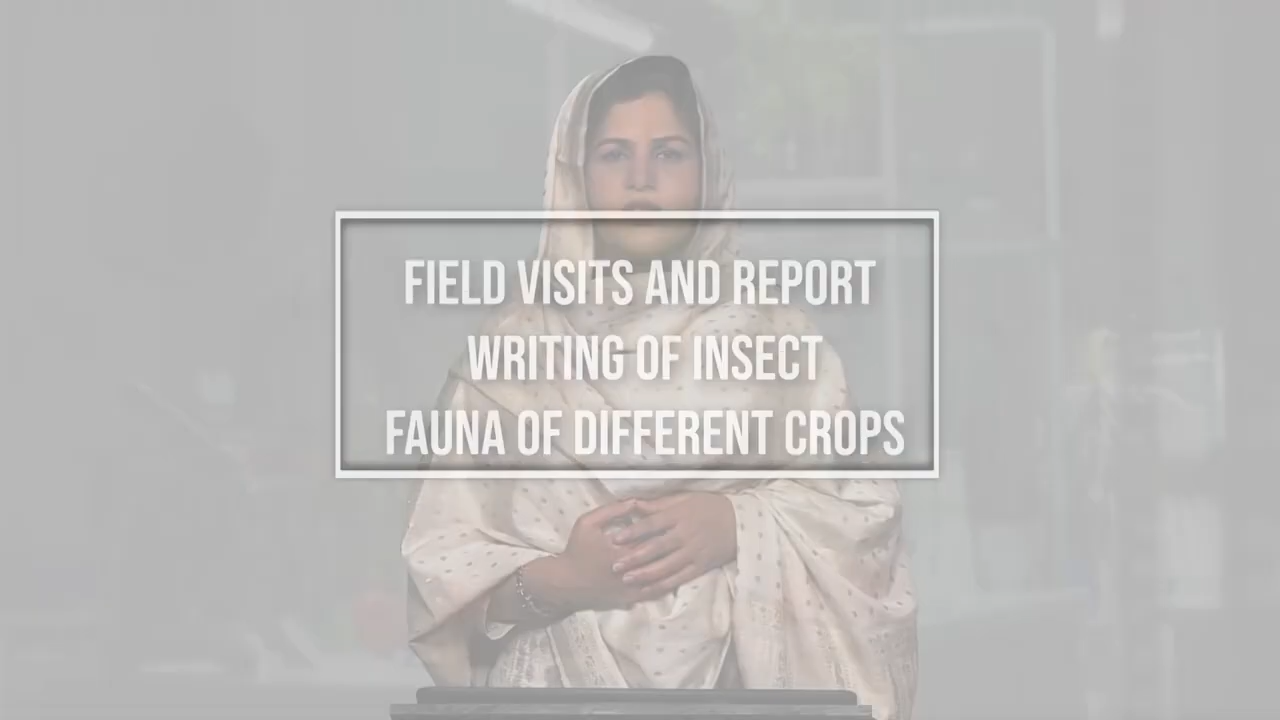 FIELD VISITS AND REPORT
WRITING OF INSECT
FAUNA OF DIFFERENT CROPS